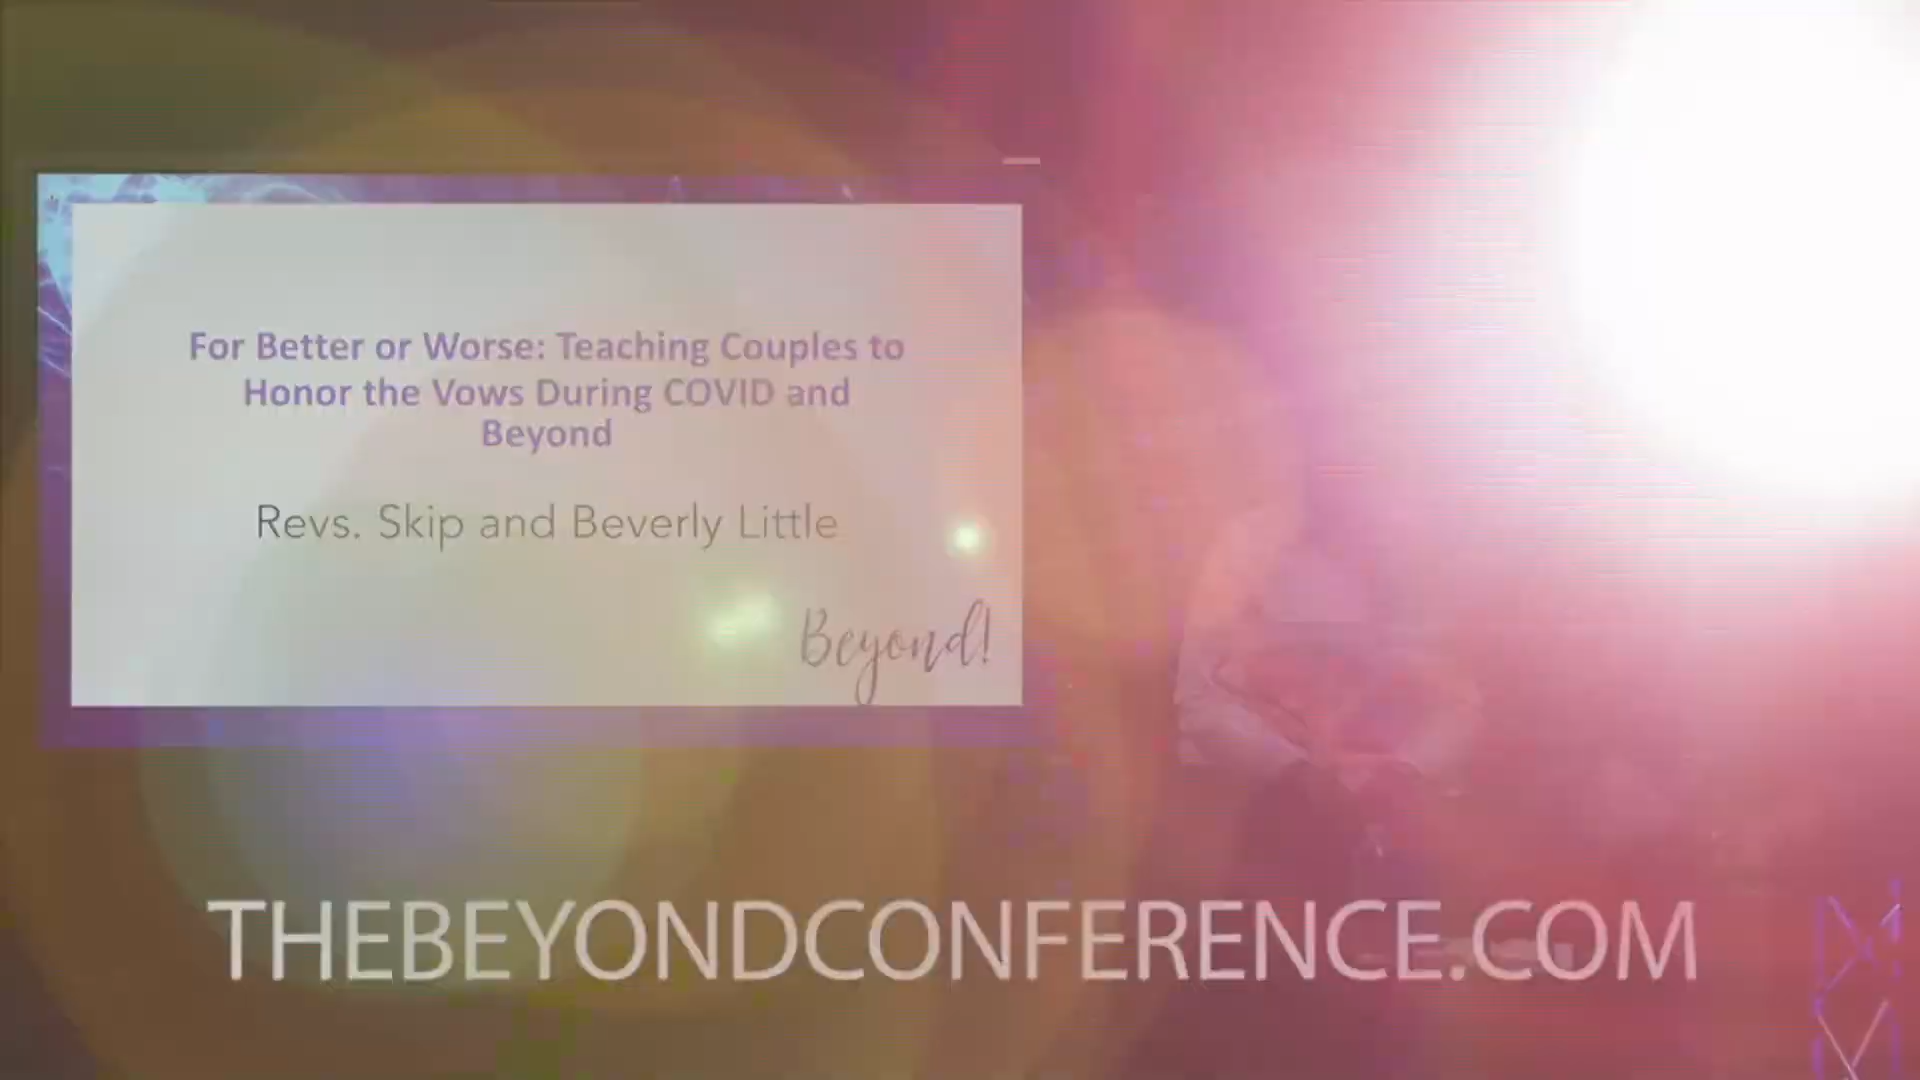 For Better or Worse: Teaching Couples to
Honor the Vows During COVID and
Beyond
Revs. Skip and Beverly Little
Beyond!
THEBEYONDCONFERENCE.COM